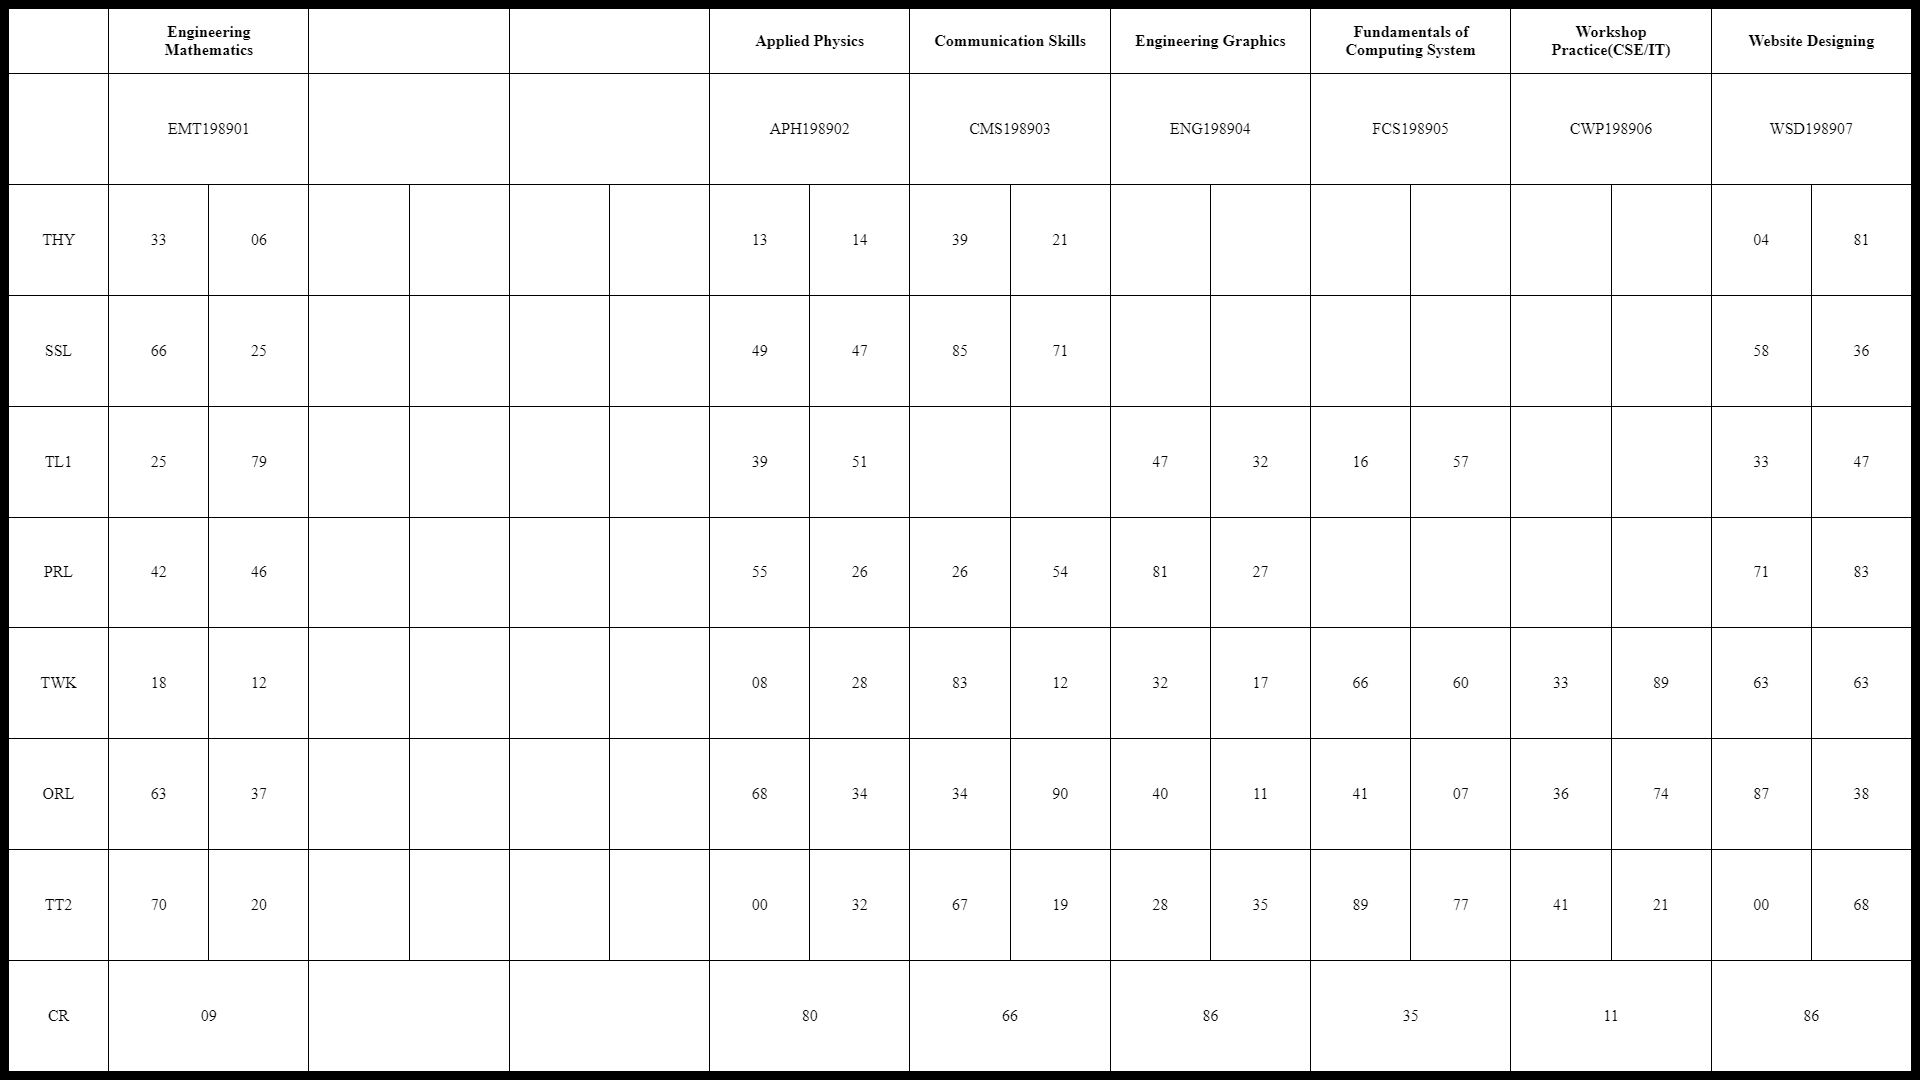 Engineering Mathematics Applied Physics Communication Skills Engineering Graphics Fundamentals of Computing System Workshop Practice(CSE/IT) Website Designing
EMT198901 APH198902 CMS198903 ENG198904 FCS198905 CWP198906 WSD198907
THY 33 06 13 14 39 21 04 81
SSL 66 25 49 47 85 71 58 36
TL1 25 79 39 51 47 32 16 57 33 47
PRL 42 46 55 26 26 54 81 27 71 83
TWK 18 12 08 28 83 12 32 17 66 60 33 89 63 63
ORL 63 37 68 34 34 90 40 11 41 07 36 74 87 38
TT2 70 20 00 32 67 19 28 35 89 77 41 21 00 68
CR 09 80 66 86 35 11 86